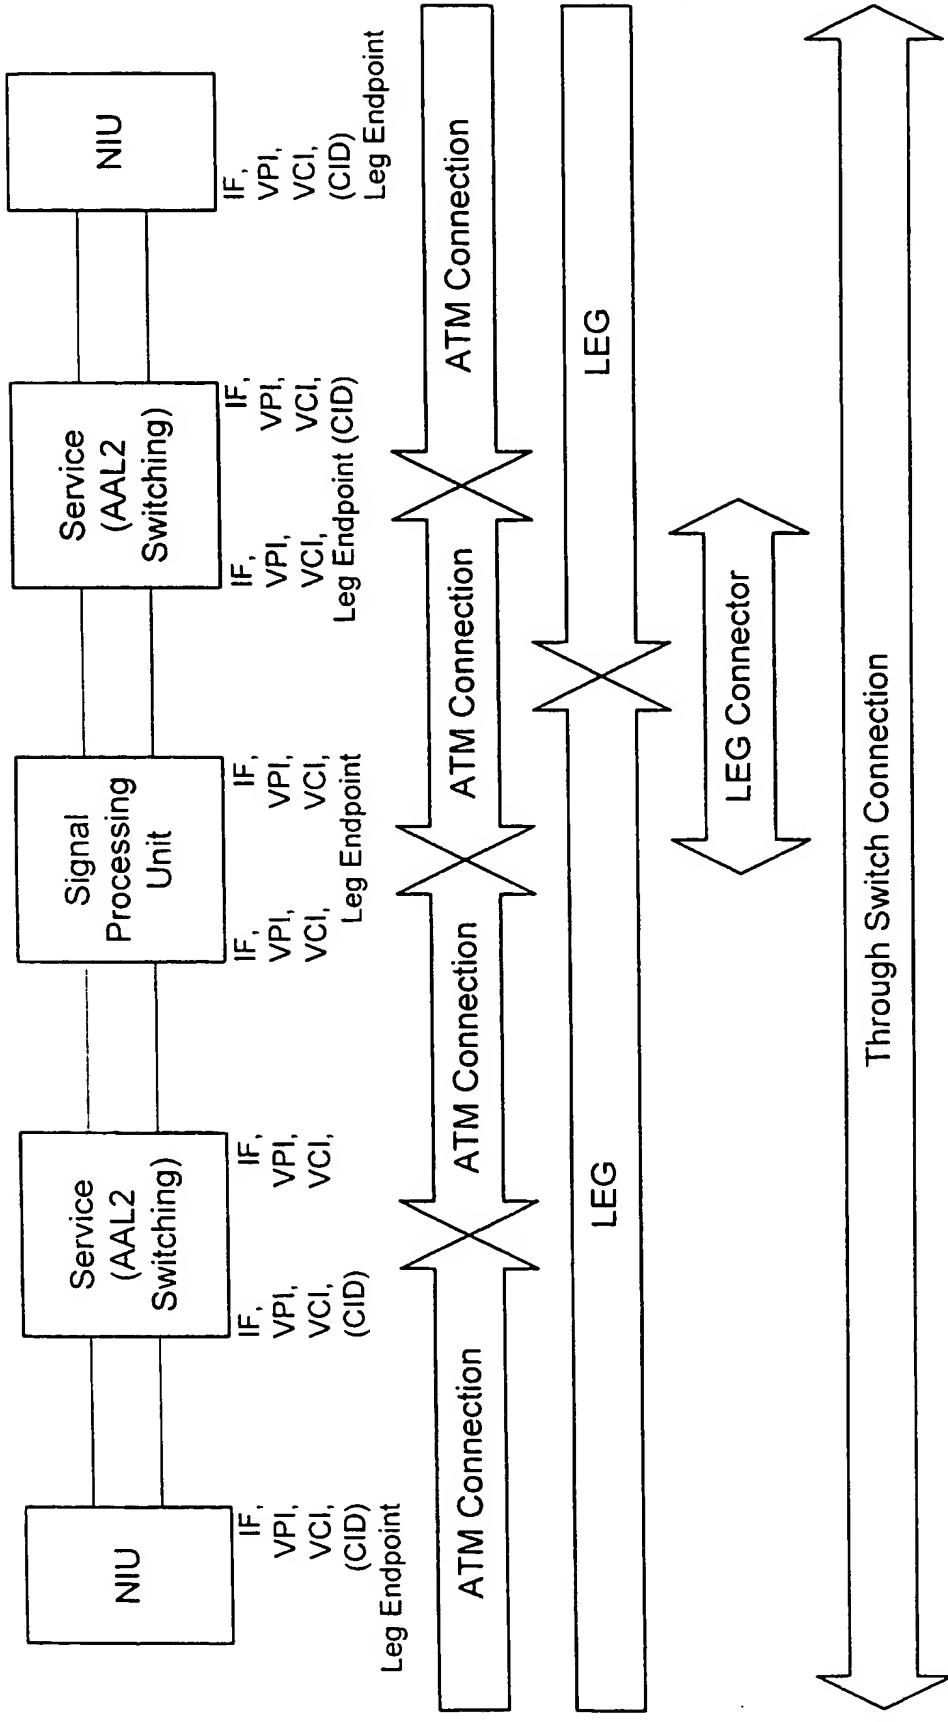 NIU
Service
(AAL2
Switching)
Signal
Processing
Unit
Service
(AAL2
Switching)
NIU
IF,
VPI,
VCI,
(CID)
Leg Endpoint
IF,
VPI,
VCI,
(CID)
IF,
VPI,
VCI,
IF,
VPI,
VCI,
IF,
VPI,
VCI,
Leg Endpoint
IF,
VPI,
VCI,
IF,
VPI,
VCI,
Leg Endpoint (CID)
IF,
VPI,
VCI,
(CID)
Leg Endpoint
ATM Connection
ATM Connection
ATM Connection
ATM Connection
LEG
LEG
LEG Connector
Through Switch Connection